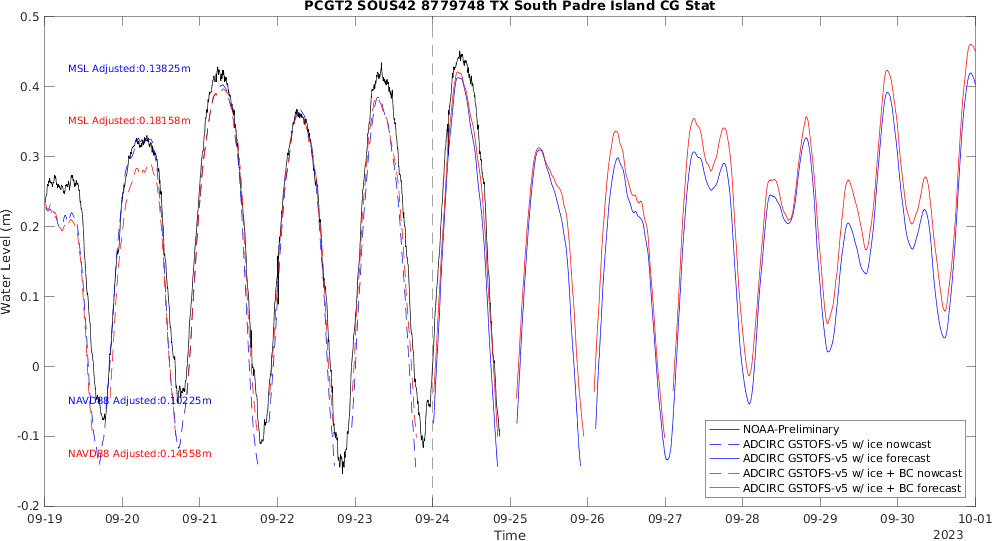 PCGT2 SOUS42 8779748 TX South Padre Island CG Stat
0.5
0.4
0.3
0.2
0.1
0
-0.1
-0.2
Water Level (m)
MSL Adjusted:0.13825m
MSL Adjusted:0.18158m
NAVD88 Adjusted:0.10225m
NAVD88 Adjusted:0.14558m
NOAA-Preliminary
ADCIRC GSTOFS-v5 w/ ice nowcast
ADCIRC GSTOFS-v5 w/ ice forecast
ADCIRC GSTOFS-v5 w/ ice + BC nowcast
ADCIRC GSTOFS-v5 w/ ice + BC forecast
09-19 09-20 09-21 09-22 09-23 09-24 09-25 09-26 09-27 09-28 09-29 09-30 10-01
Time
2023